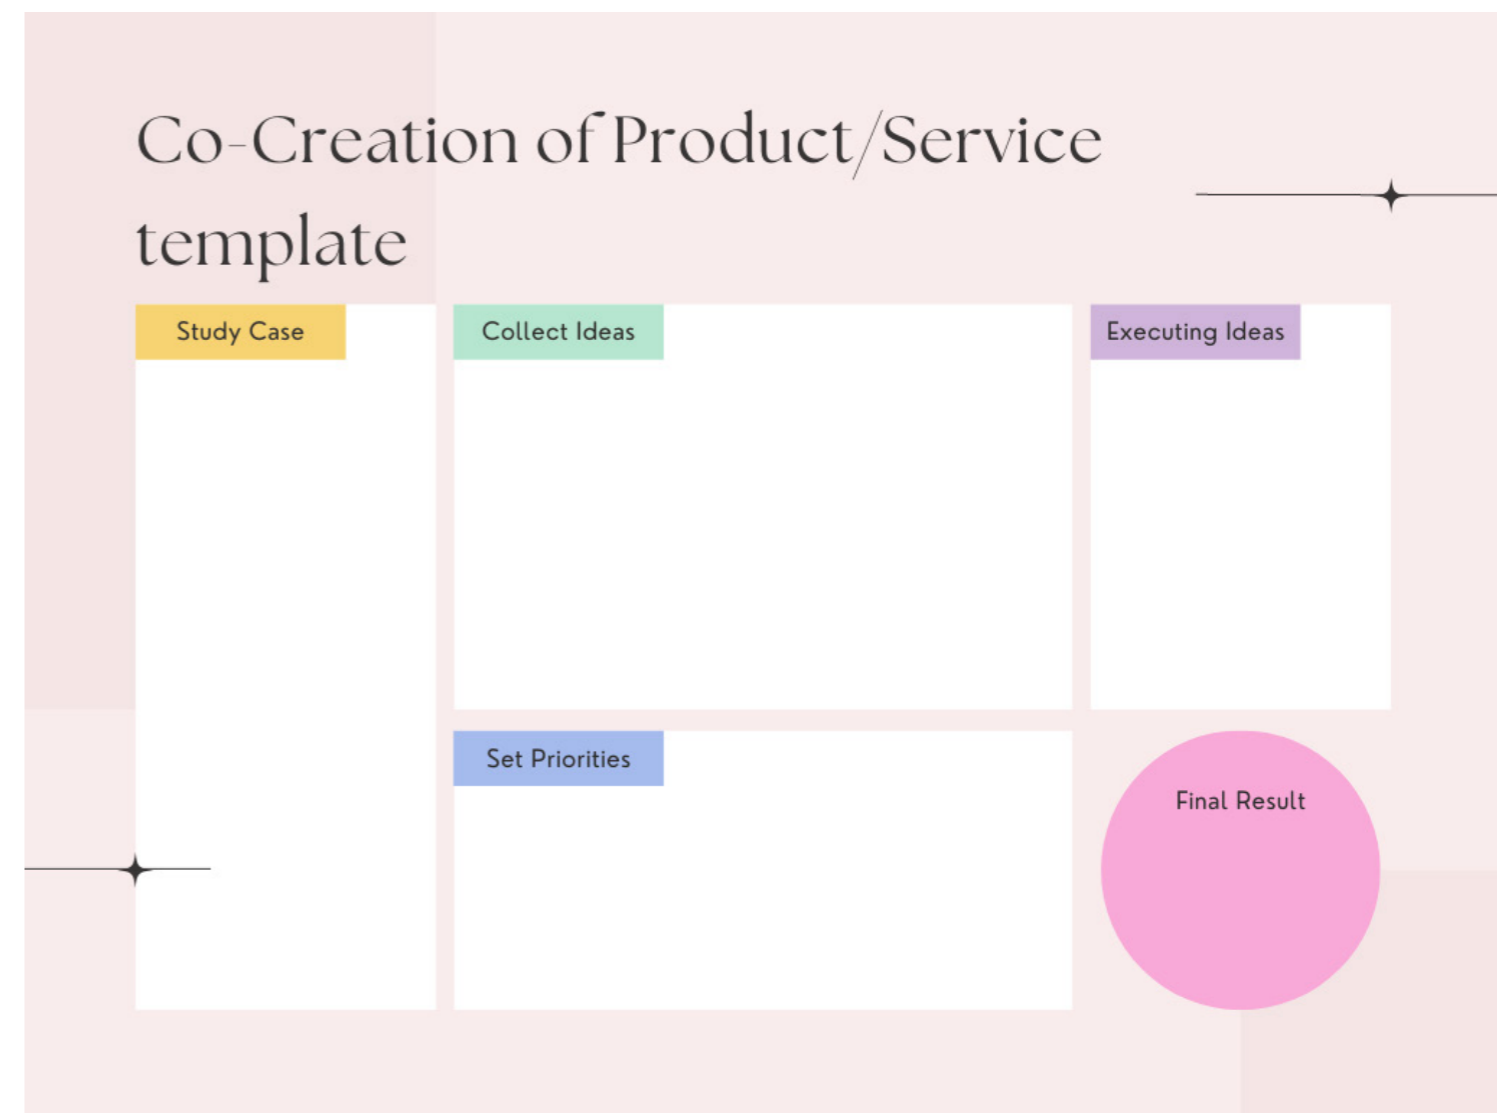 Co-Creation of Product/Service
template
Study Case
Collect Ideas
Executing Ideas
Set Priorities
Final Result